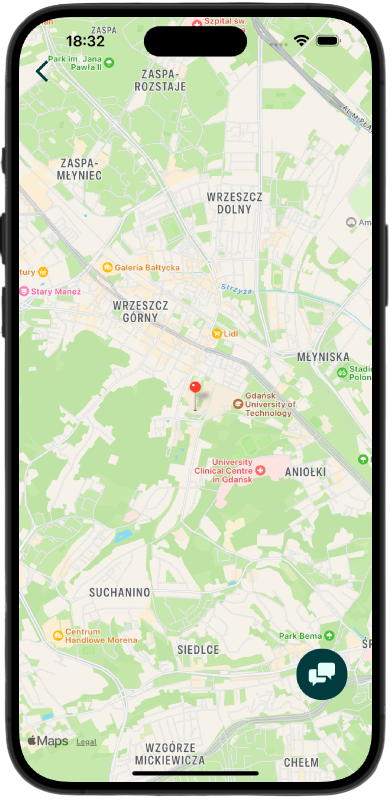 18:32
ZASPA
Szpital św.
Park im. Jana
Pawła II
ZASPA-
ROZSTAJE
ZASPA-
MŁYNIEC
WRZESZCZ
DOLNY
Am
Galeria Bałtycka
tury
Stary Maneż
Strzyża
WRZESZCZ
GÓRNY
Lidl
MŁYNISKA
Stadi
Polon
Gdańsk
University of
Technology
University
Clinical Centre
in Gdańsk
ANIOŁKI
SUCHANINO
Centrum
Handlowe Morena
Park Bema
SIEDLCE
ŚR
Maps
Legal
WZGÓRZE
MICKIEWICZA
CHEŁM